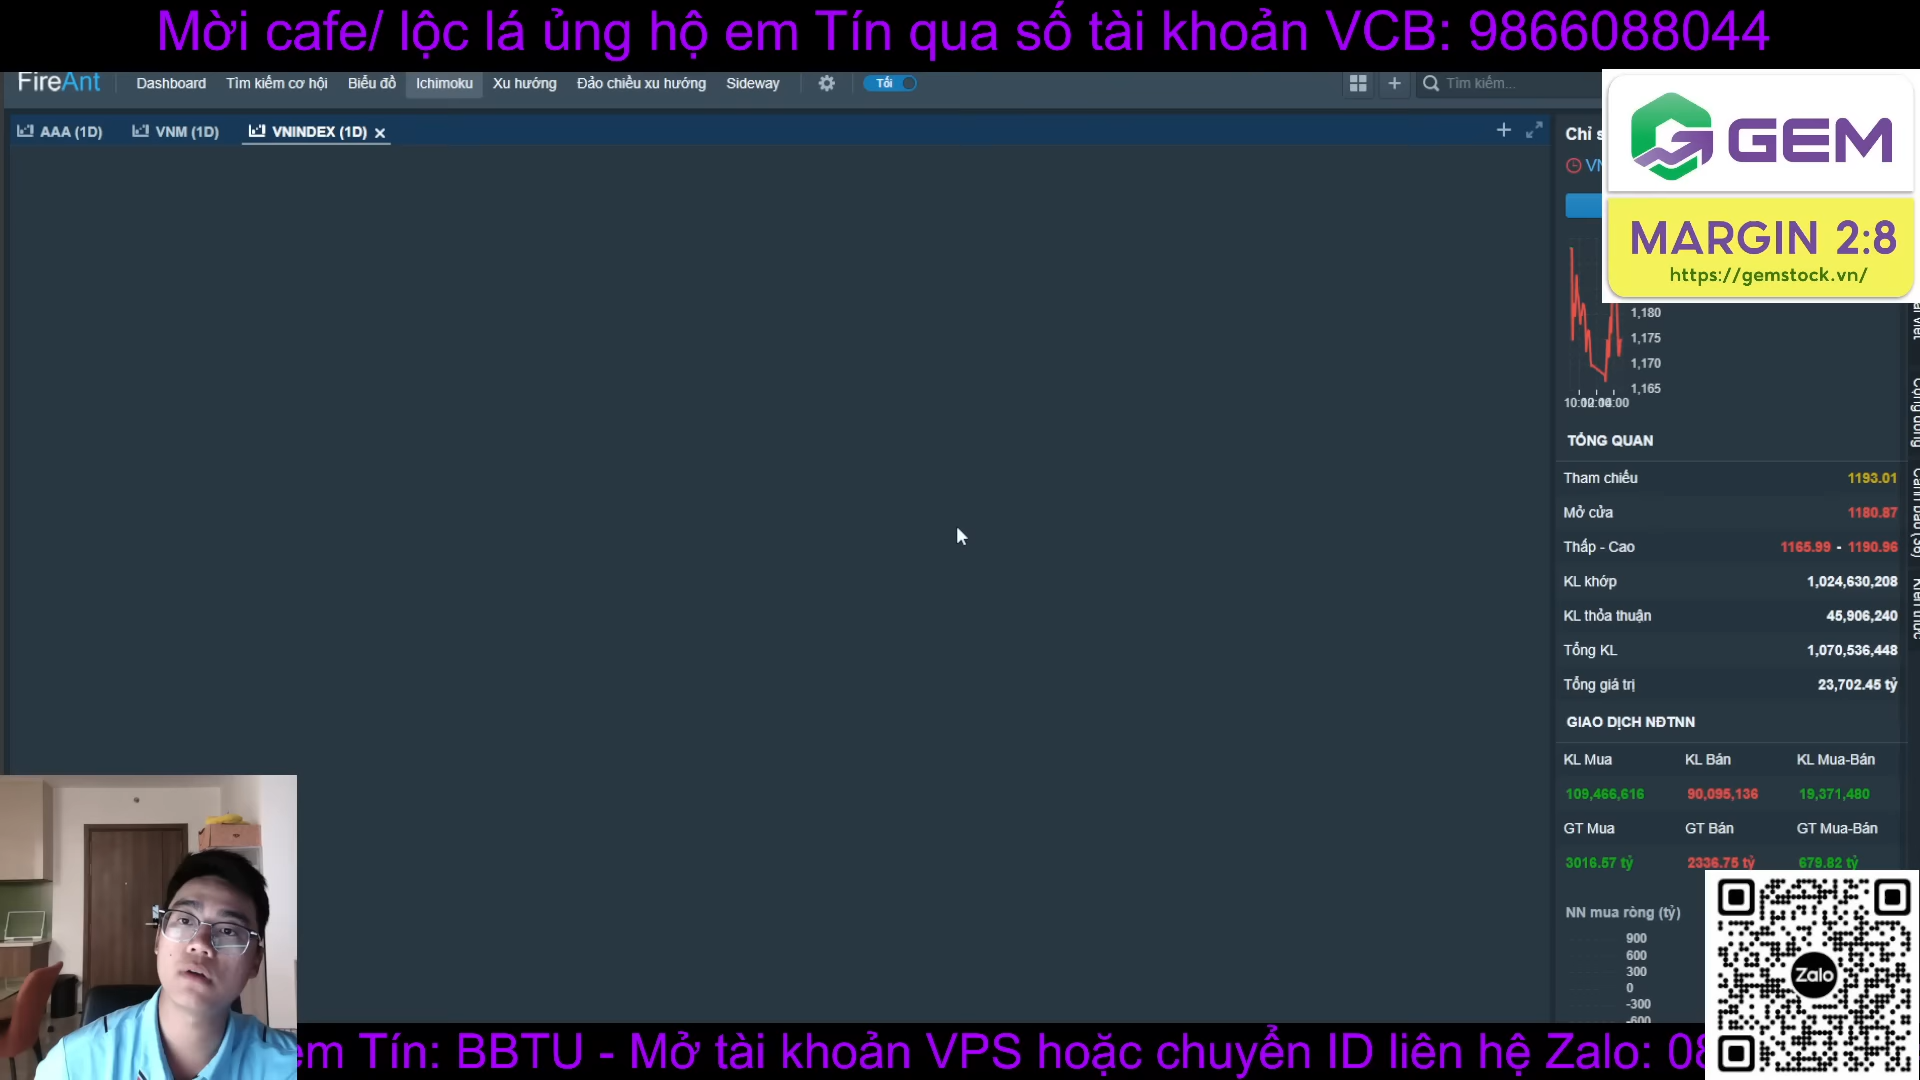 Mời cafe/ lộc lá ủng hộ em Tín qua số tài khoản VCB: 9866088044
FireAnt Dashboard Tìm kiếm cơ hội Biểu đồ Ichimoku Xu hướng Đảo chiều xu hướng Sideway Tối Tìm kiếm...
AAA (1D) VNM (1D) VNINDEX (1D)
Chỉ
GEM
MARGIN 2:8
https://gemstock.vn/
1,180
1,175
1,170
1,165
TỔNG QUAN
Tham chiếu 1193.01
Mở cửa 1180.87
Thấp - Cao 1165.99 - 1190.96
KL khớp 1,024,630,208
KL thỏa thuận 45,906,240
Tổng KL 1,070,536,448
Tổng giá trị 23,702.45 tỷ
GIAO DỊCH NĐTNN
KL Mua KL Bán KL Mua-Bán
109,466,616 90,095,136 19,371,480
GT Mua GT Bán GT Mua-Bán
3016.57 tỷ 2336.75 tỷ 679.82 tỷ
NN mua ròng (tỷ)
900
600
300
0
-300
-600
Zalo
em Tín: BBTU - Mở tài khoản VPS hoặc chuyển ID liên hệ Zalo: 08